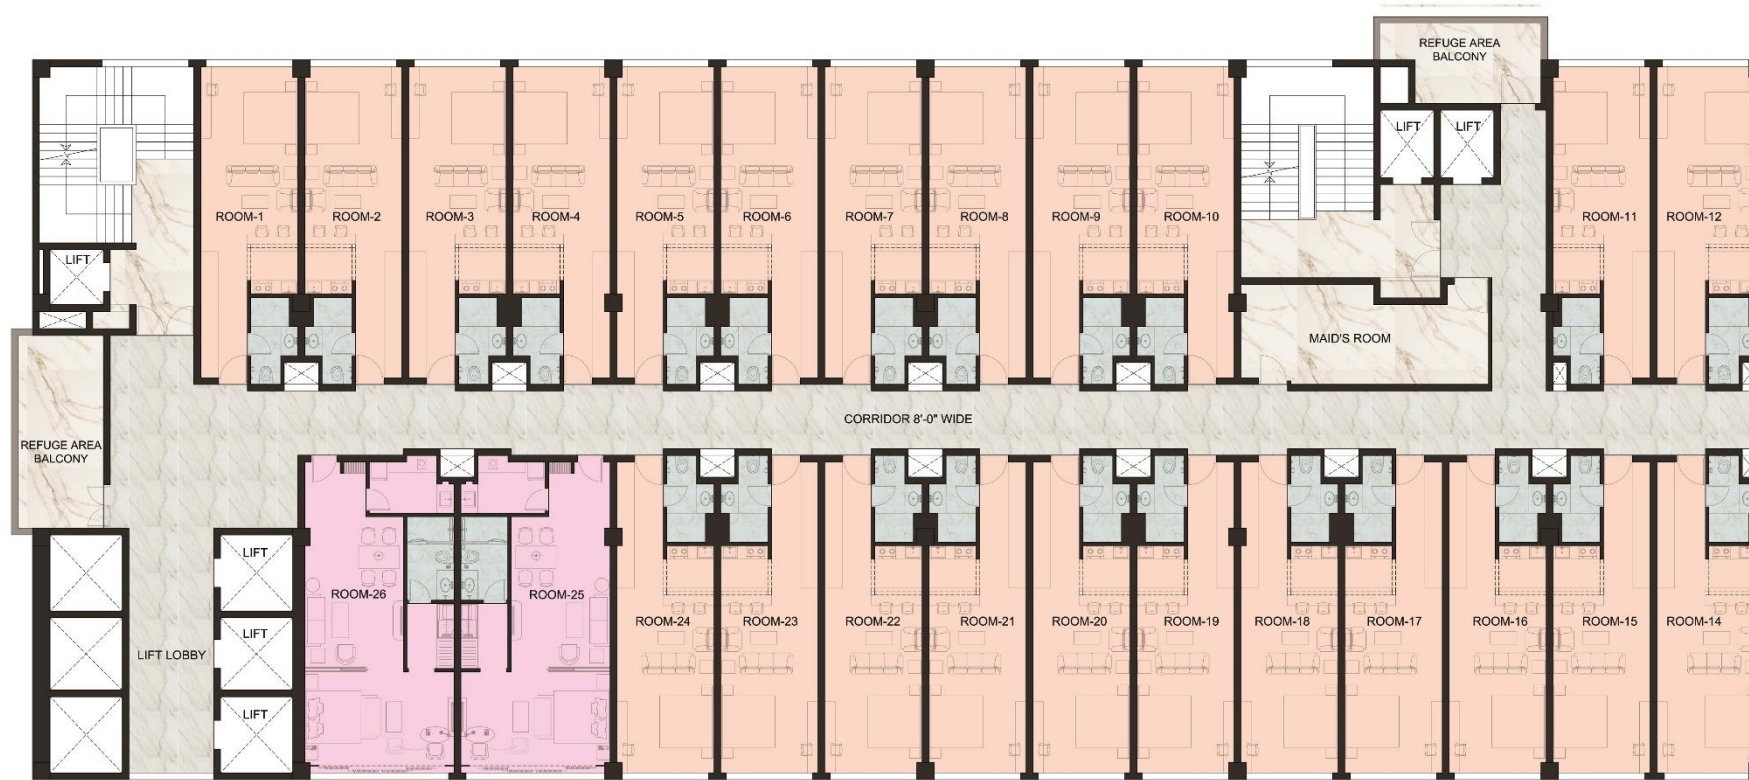 REFUGE AREA
BALCONY
LIFT
LIFT
ROOM-1
ROOM-2
ROOM-3
ROOM-4
ROOM-5
ROOM-6
ROOM-7
ROOM-8
ROOM-9
ROOM-10
ROOM-11
ROOM-12
LIFT
MAID'S ROOM
CORRIDOR 8'-0" WIDE
REFUGE AREA
BALCONY
LIFT
ROOM-26
ROOM-25
ROOM-24
ROOM-23
ROOM-22
ROOM-21
ROOM-20
ROOM-19
ROOM-18
ROOM-17
ROOM-16
ROOM-15
ROOM-14
LIFT
LIFT LOBBY
LIFT